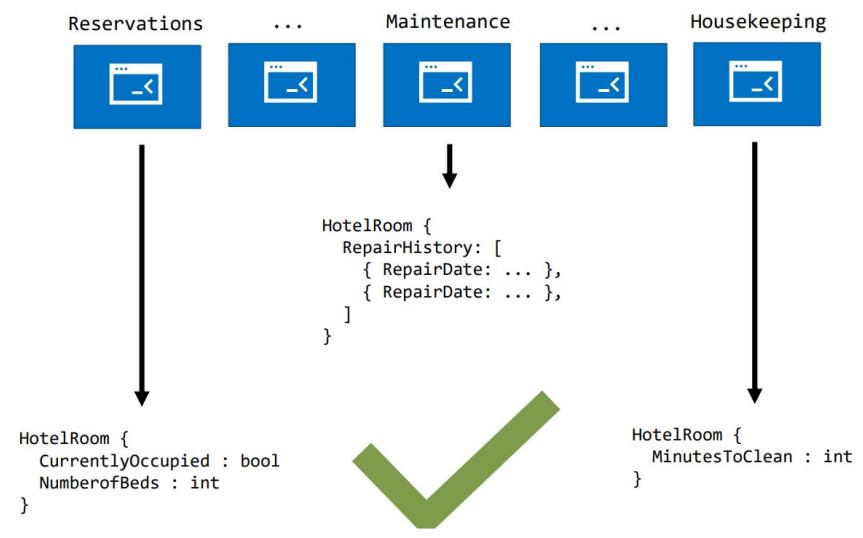 Reservations ... Maintenance ... Housekeeping
HotelRoom {
  RepairHistory: [
    { RepairDate: ... },
    { RepairDate: ... },
  ]
}
HotelRoom {
  CurrentlyOccupied : bool
  NumberofBeds : int
}
HotelRoom {
  MinutesToClean : int
}